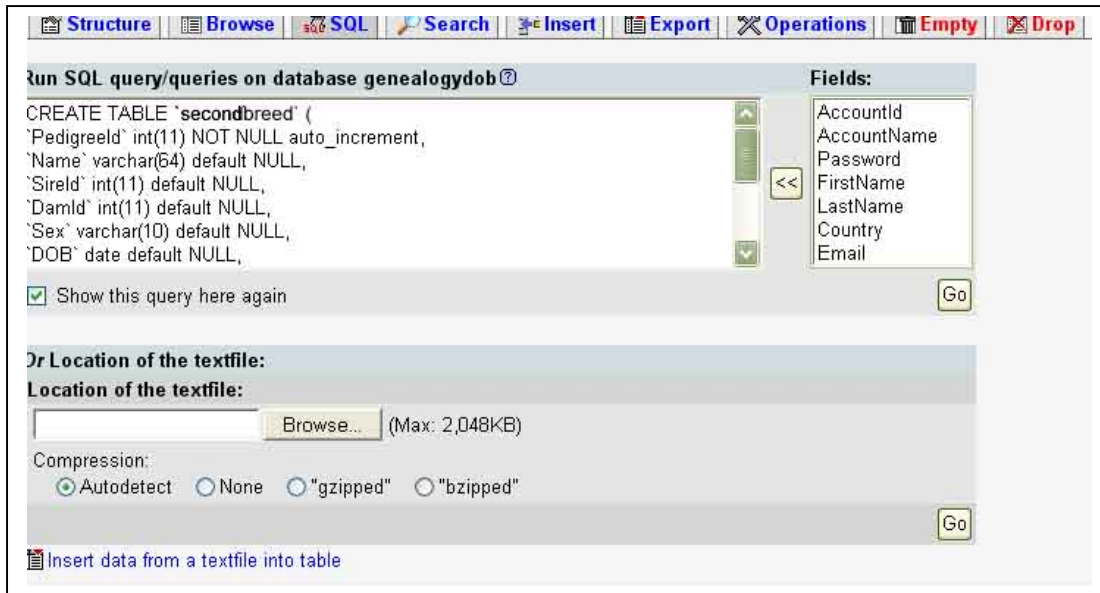 Structure Browse SQL Search Insert Export Operations Empty Drop
Run SQL query/queries on database genealogydob
Fields:
CREATE TABLE `secondbreed` (
`PedigreeId` int(11) NOT NULL auto_increment,
`Name` varchar(64) default NULL,
`SireId` int(11) default NULL,
`DamId` int(11) default NULL,
`Sex` varchar(10) default NULL,
`DOB` date default NULL,
<<
AccountId
AccountName
Password
FirstName
LastName
Country
Email
Show this query here again
Go
Or Location of the textfile:
Location of the textfile:
Browse... (Max: 2,048KB)
Compression:
Autodetect None "gzipped" "bzipped"
Go
Insert data from a textfile into table